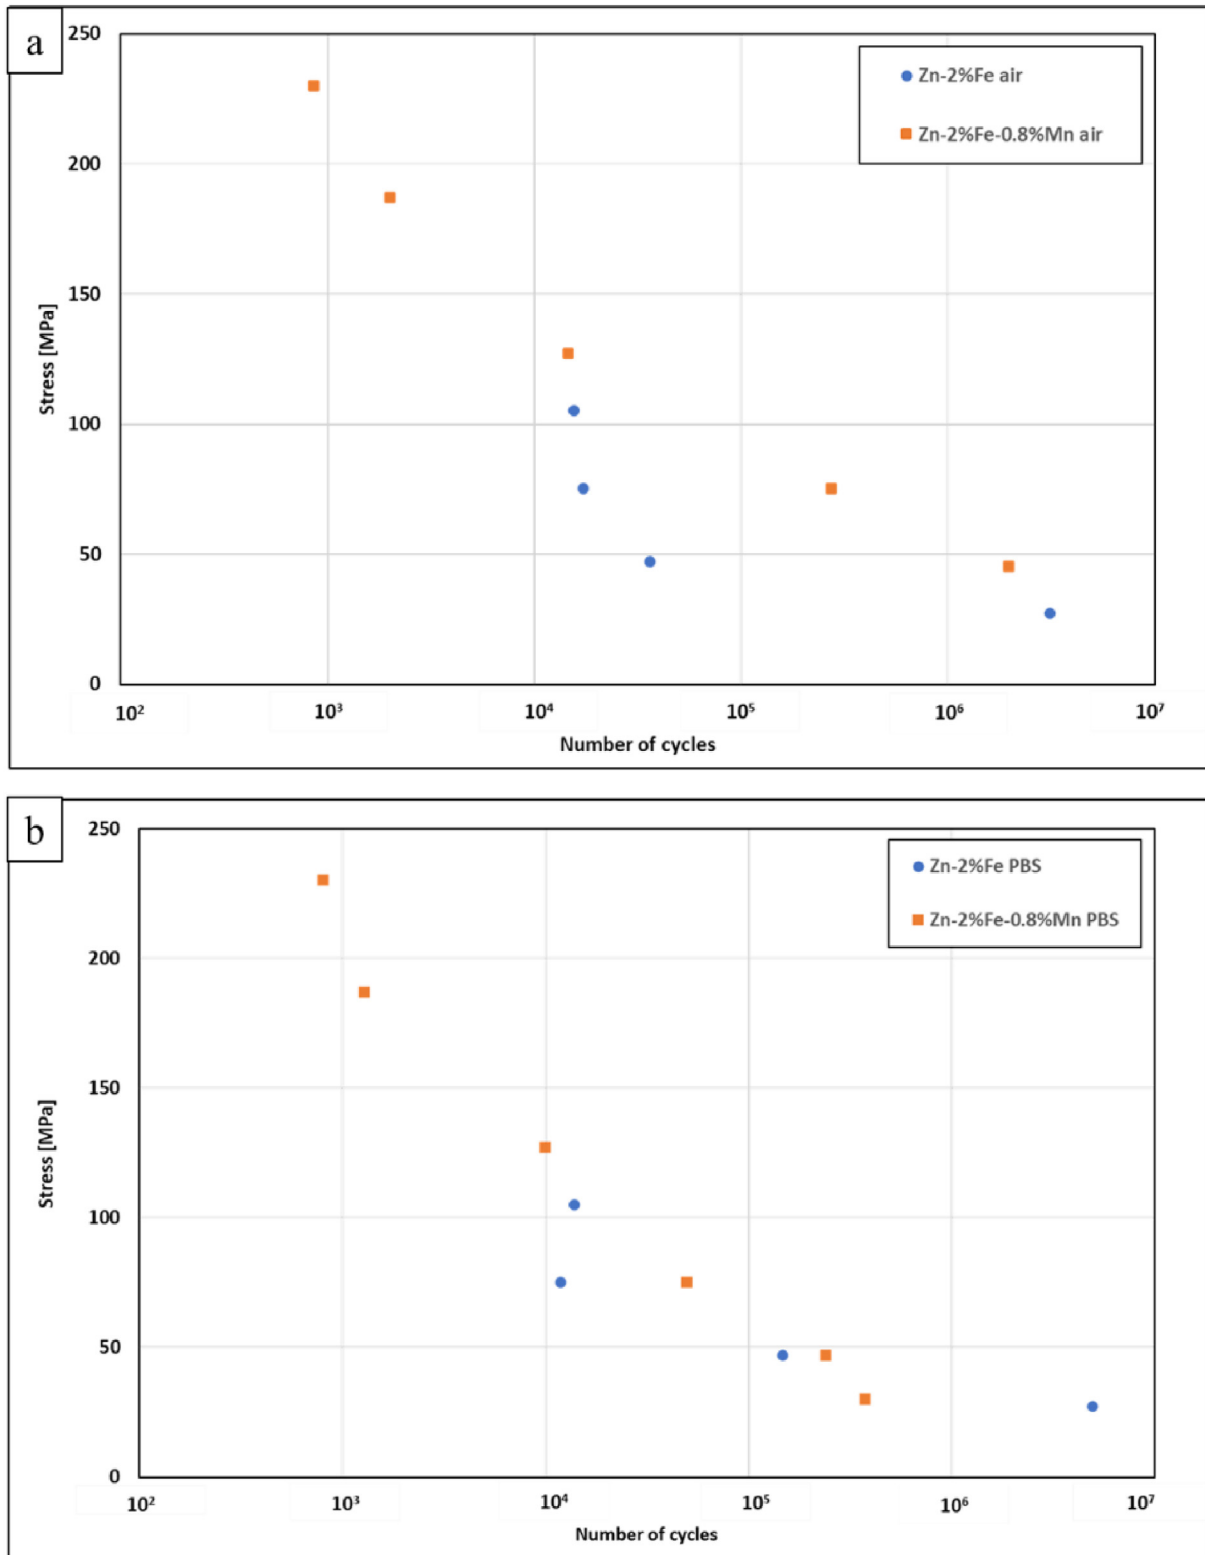 a
250
200
150
100
50
0
Stress [MPa]
Zn-2%Fe air
Zn-2%Fe-0.8%Mn air
10² 10³ 10⁴ 10⁵ 10⁶ 10⁷
Number of cycles
b
250
200
150
100
50
0
Stress [MPa]
Zn-2%Fe PBS
Zn-2%Fe-0.8%Mn PBS
10² 10³ 10⁴ 10⁵ 10⁶ 10⁷
Number of cycles